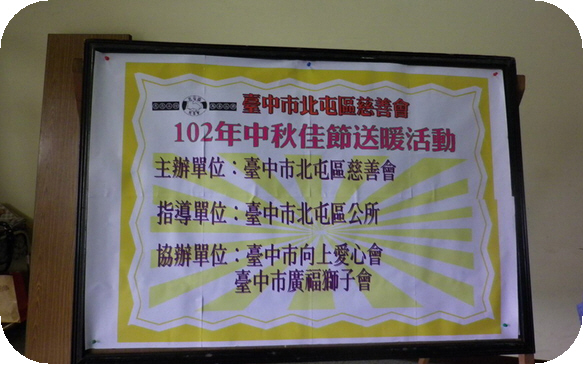 臺中市北屯區慈善會
102年中秋佳節送暖活動
主辦單位：臺中市北屯區慈善會
指導單位：臺中市北屯區公所
協辦單位：臺中市向上愛心會
臺中市廣福獅子會